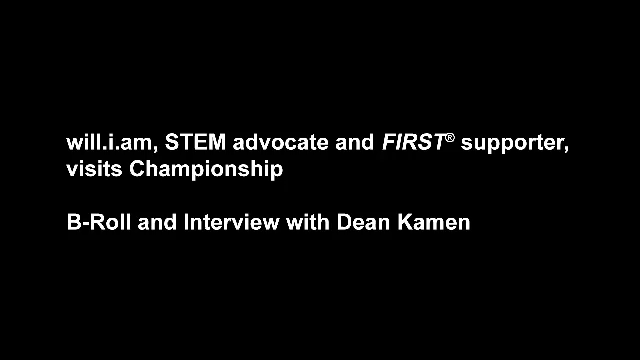 will.i.am, STEM advocate and FIRST® supporter,
visits Championship
B-Roll and Interview with Dean Kamen